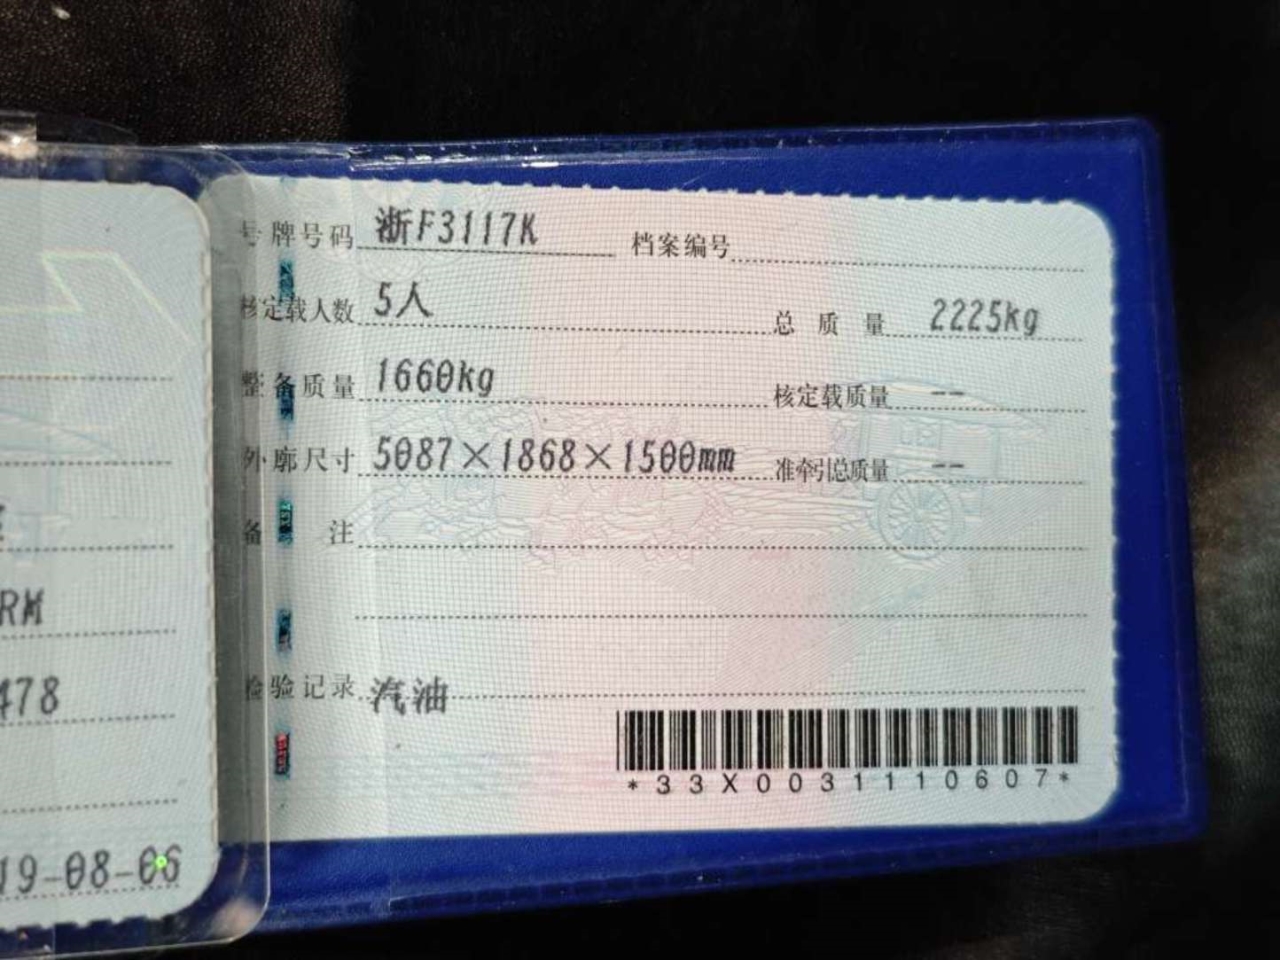 号牌号码 浙F3117K 档案编号
核定载人数 5人 总质量 2225kg
整备质量 1660kg 核定载质量 --
外廓尺寸 5087×1868×1500mm 准牵引总质量 --
备注
检验记录 汽油
*33X0031110607*
RM
478
19-08-06